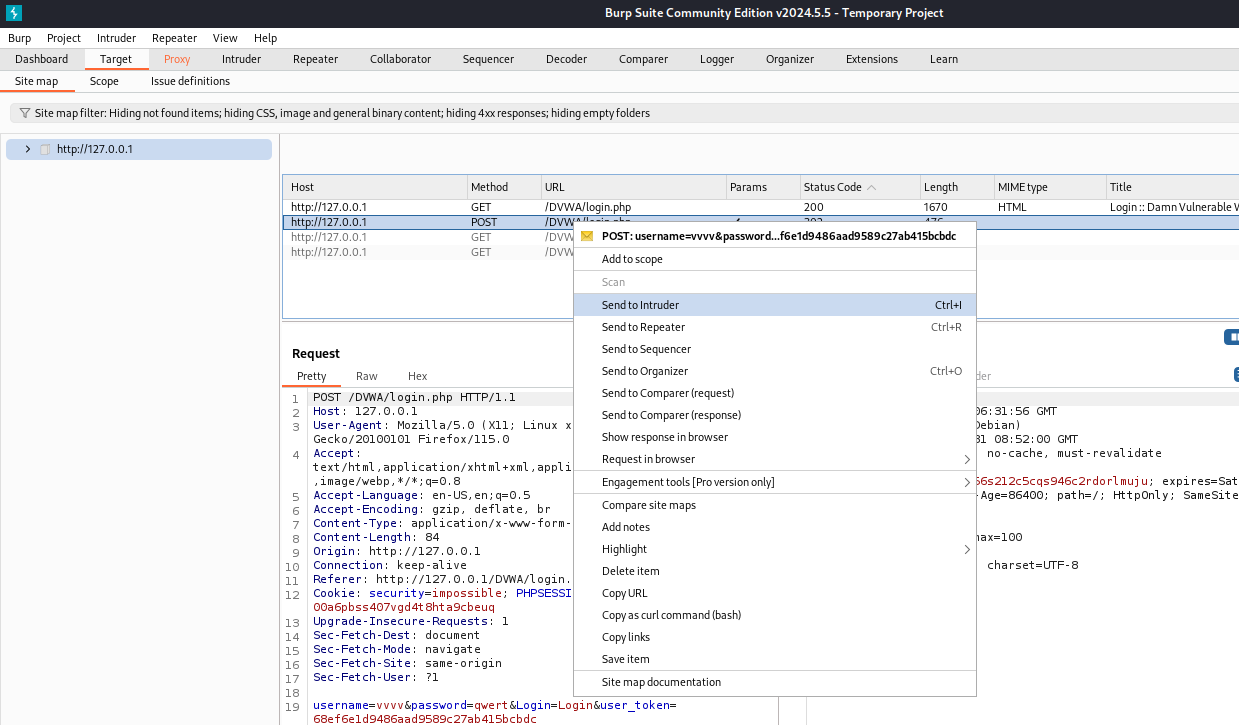 Burp Suite Community Edition v2024.5.5 - Temporary Project
Burp Project Intruder Repeater View Help
Dashboard Target Proxy Intruder Repeater Collaborator Sequencer Decoder Comparer Logger Organizer Extensions Learn
Site map Scope Issue definitions
Site map filter: Hiding not found items; hiding CSS, image and general binary content; hiding 4xx responses; hiding empty folders
http://127.0.0.1
Host Method URL Params Status Code Length MIME type Title
http://127.0.0.1 GET /DVWA/login.php 200 1670 HTML Login :: Damn Vulnerable
http://127.0.0.1 POST /DVWA/login.php 302 476
http://127.0.0.1 GET /DVW
http://127.0.0.1 GET /DVW
POST: username=vvvv&password...f6e1d9486aad9589c27ab415bcbdc
Add to scope
Scan
Send to Intruder Ctrl+I
Send to Repeater Ctrl+R
Send to Sequencer
Send to Organizer Ctrl+O
Send to Comparer (request)
Send to Comparer (response)
Show response in browser
Request in browser
Engagement tools [Pro version only]
Compare site maps
Add notes
Highlight
Delete item
Copy URL
Copy as curl command (bash)
Copy links
Save item
Site map documentation
Request
Pretty Raw Hex
1 POST /DVWA/login.php HTTP/1.1
2 Host: 127.0.0.1
3 User-Agent: Mozilla/5.0 (X11; Linux x
Gecko/20100101 Firefox/115.0
4 Accept:
text/html,application/xhtml+xml,appli
,image/webp,*/*;q=0.8
5 Accept-Language: en-US,en;q=0.5
6 Accept-Encoding: gzip, deflate, br
7 Content-Type: application/x-www-form-
8 Content-Length: 84
9 Origin: http://127.0.0.1
10 Connection: keep-alive
11 Referer: http://127.0.0.1/DVWA/login.
12 Cookie: security=impossible; PHPSESSI
00a6pbss407vgd4t8hta9cbeuq
13 Upgrade-Insecure-Requests: 1
14 Sec-Fetch-Dest: document
15 Sec-Fetch-Mode: navigate
16 Sec-Fetch-Site: same-origin
17 Sec-Fetch-User: ?1
18
19 username=vvvv&password=qwert&Login=Login&user_token=
68ef6e1d9486aad9589c27ab415bcbdc
der
06:31:56 GMT
Debian)
81 08:52:00 GMT
no-cache, must-revalidate
66s212c5cqs946c2rdorlmuju; expires=Sat
-Age=86400; path=/; HttpOnly; SameSite
max=100
charset=UTF-8